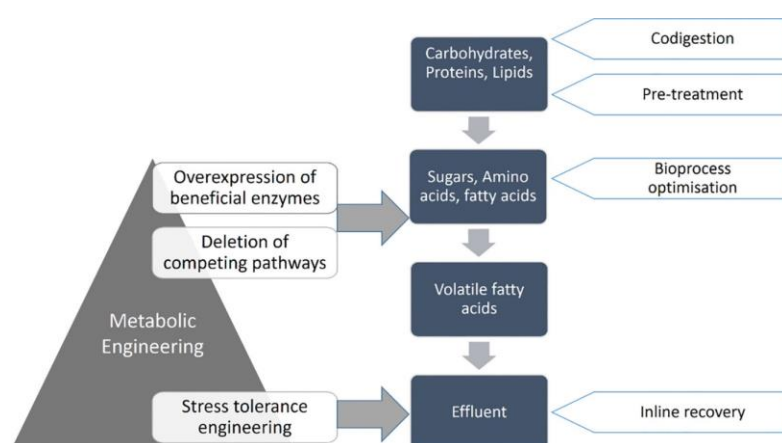 Carbohydrates,
Proteins, Lipids
Codigestion
Pre-treatment
Overexpression of
beneficial enzymes
Sugars, Amino
acids, fatty acids
Bioprocess
optimisation
Deletion of
competing pathways
Volatile fatty
acids
Metabolic
Engineering
Stress tolerance
engineering
Effluent
Inline recovery